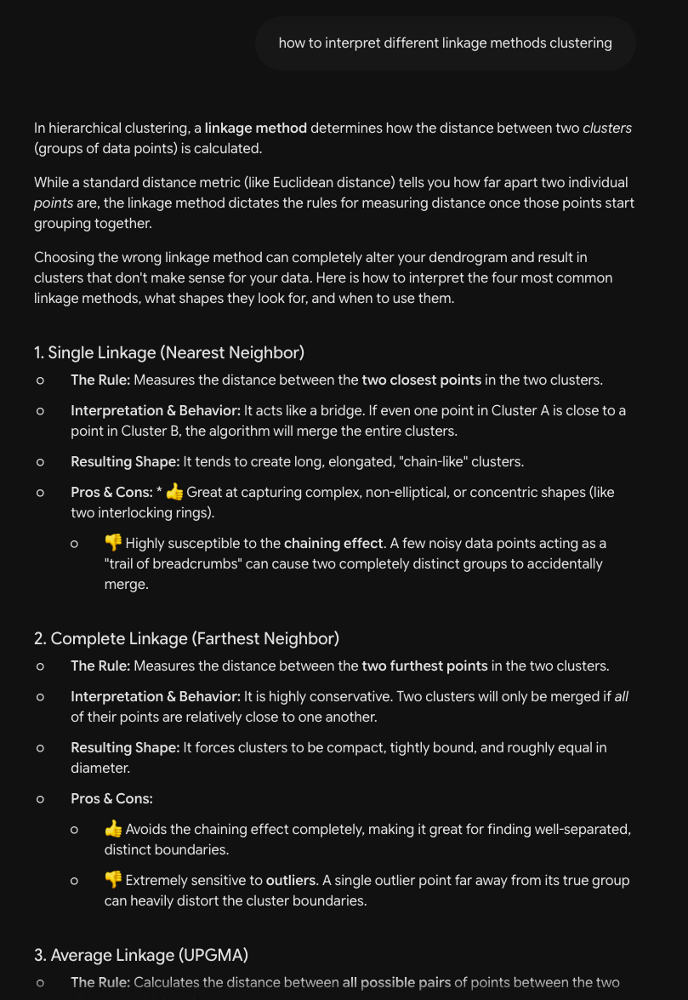 how to interpret different linkage methods clustering
In hierarchical clustering, a linkage method determines how the distance between two clusters
(groups of data points) is calculated.
While a standard distance metric (like Euclidean distance) tells you how far apart two individual
points are, the linkage method dictates the rules for measuring distance once those points start
grouping together.
Choosing the wrong linkage method can completely alter your dendrogram and result in
clusters that don't make sense for your data. Here is how to interpret the four most common
linkage methods, what shapes they look for, and when to use them.
1. Single Linkage (Nearest Neighbor)
The Rule: Measures the distance between the two closest points in the two clusters.
Interpretation & Behavior: It acts like a bridge. If even one point in Cluster A is close to a
point in Cluster B, the algorithm will merge the entire clusters.
Resulting Shape: It tends to create long, elongated, "chain-like" clusters.
Pros & Cons: * 👍 Great at capturing complex, non-elliptical, or concentric shapes (like
two interlocking rings).
👎 Highly susceptible to the chaining effect. A few noisy data points acting as a
"trail of breadcrumbs" can cause two completely distinct groups to accidentally
merge.
2. Complete Linkage (Farthest Neighbor)
The Rule: Measures the distance between the two furthest points in the two clusters.
Interpretation & Behavior: It is highly conservative. Two clusters will only be merged if all
of their points are relatively close to one another.
Resulting Shape: It forces clusters to be compact, tightly bound, and roughly equal in
diameter.
Pros & Cons:
👍 Avoids the chaining effect completely, making it great for finding well-separated,
distinct boundaries.
👎 Extremely sensitive to outliers. A single outlier point far away from its true group
can heavily distort the cluster boundaries.
3. Average Linkage (UPGMA)
The Rule: Calculates the distance between all possible pairs of points between the two